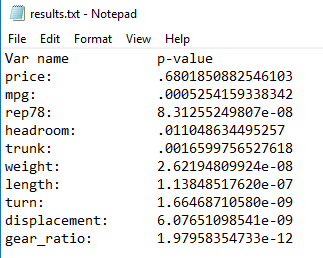 results.txt - Notepad
File Edit Format View Help
Var name p-value
price: .6801850882546103
mpg: .0005254159338342
rep78: 8.31255249807e-08
headroom: .011048634495257
trunk: .0016599756527618
weight: 2.62194809924e-08
length: 1.13848517620e-07
turn: 1.66468710580e-09
displacement: 6.07651098541e-09
gear_ratio: 1.97958354733e-12